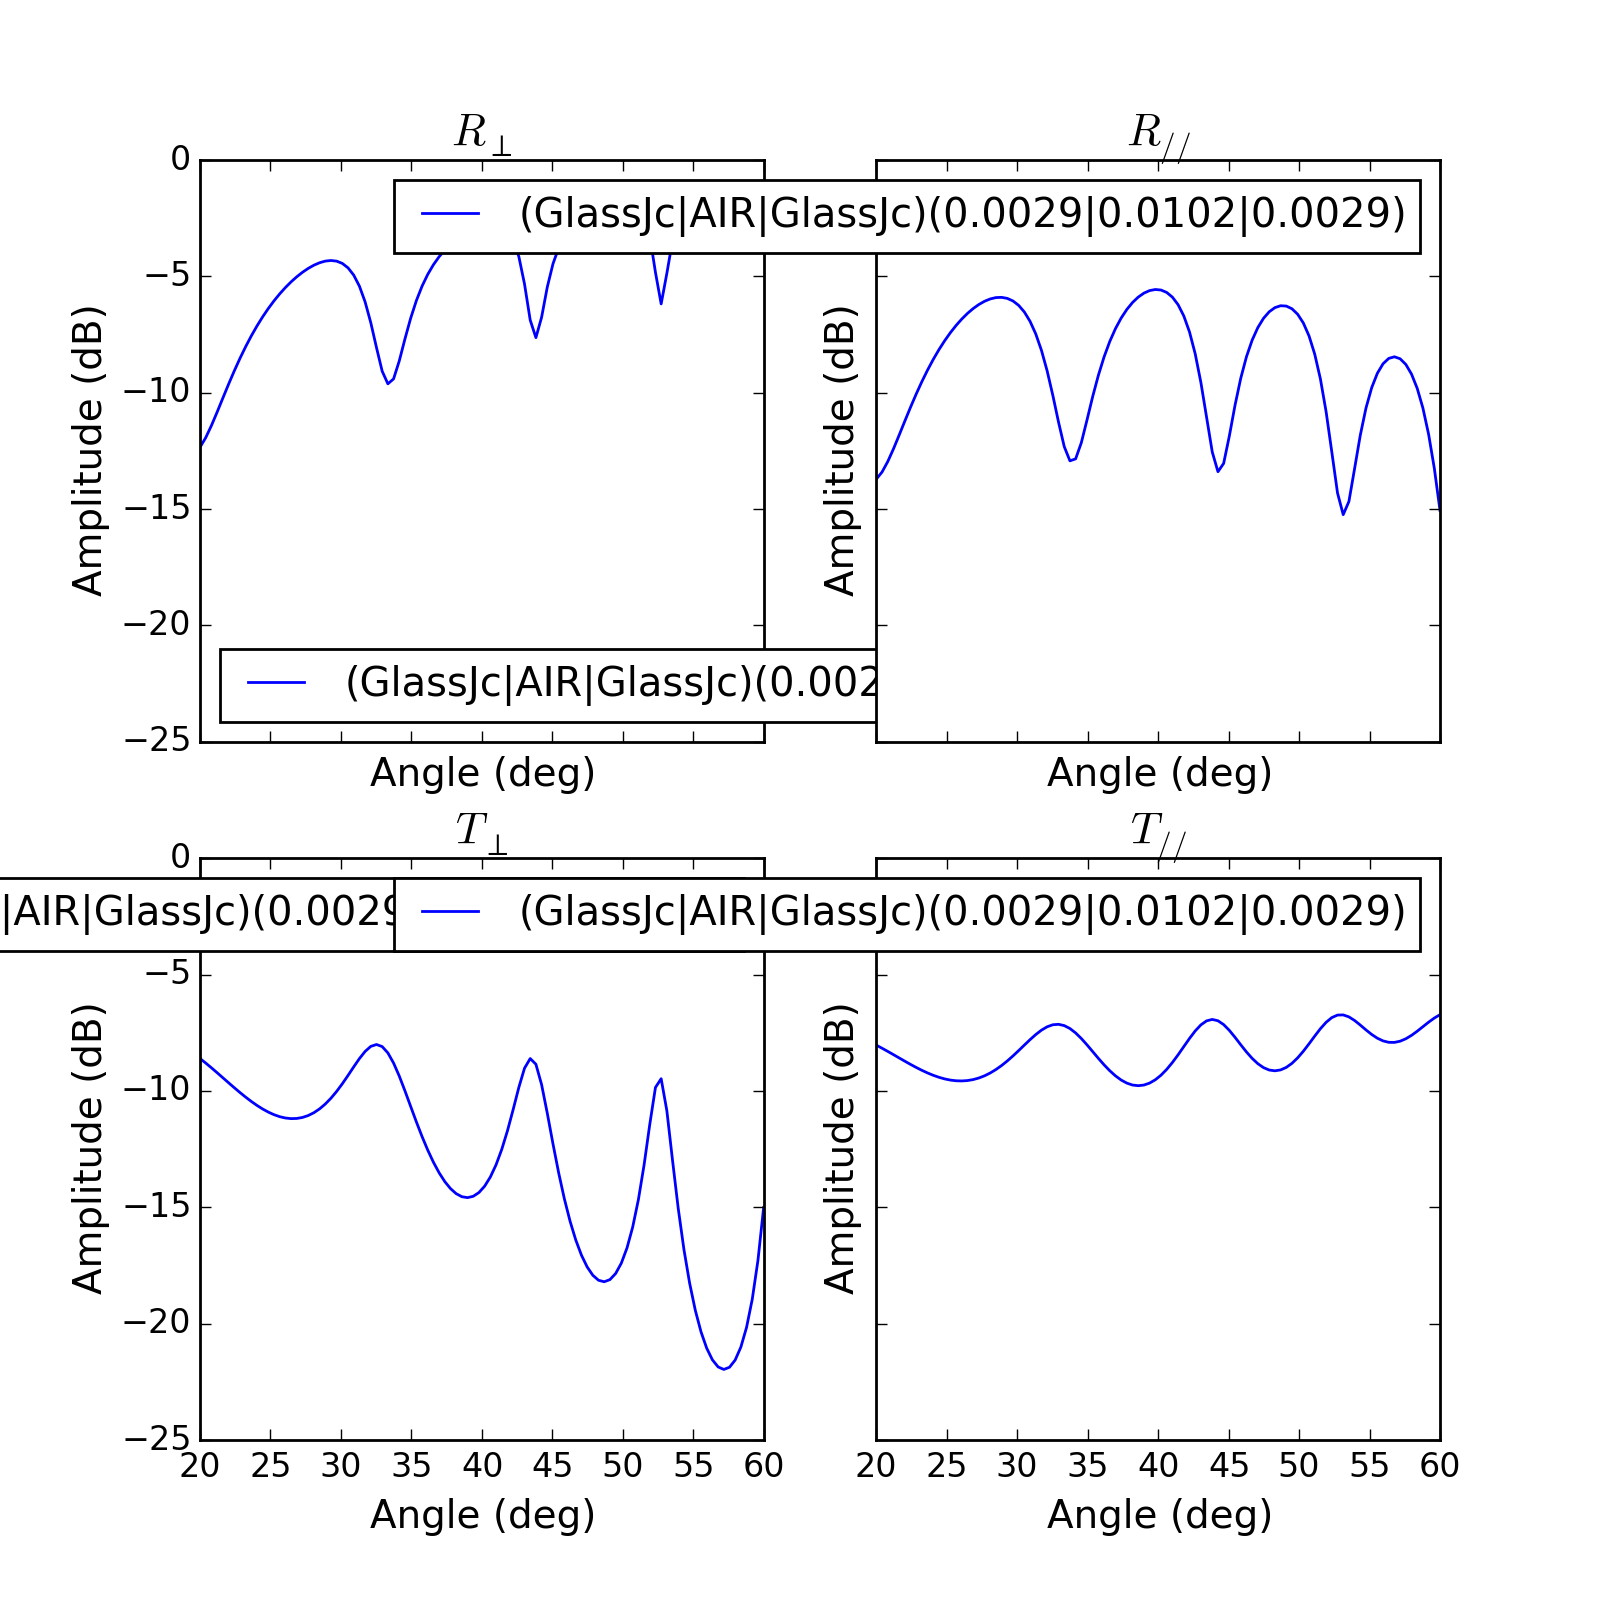 R⊥
R//
0
(GlassJc|AIR|GlassJc)(0.0029|0.0102|0.0029)
−5
−10
−15
−20
−25
Amplitude (dB)
Amplitude (dB)
(GlassJc|AIR|GlassJc)(0.002
Angle (deg)
Angle (deg)
T⊥
T//
0
|AIR|GlassJc)(0.0029
(GlassJc|AIR|GlassJc)(0.0029|0.0102|0.0029)
−5
−10
−15
−20
−25
Amplitude (dB)
Amplitude (dB)
20 25 30 35 40 45 50 55 60
20 25 30 35 40 45 50 55 60
Angle (deg)
Angle (deg)